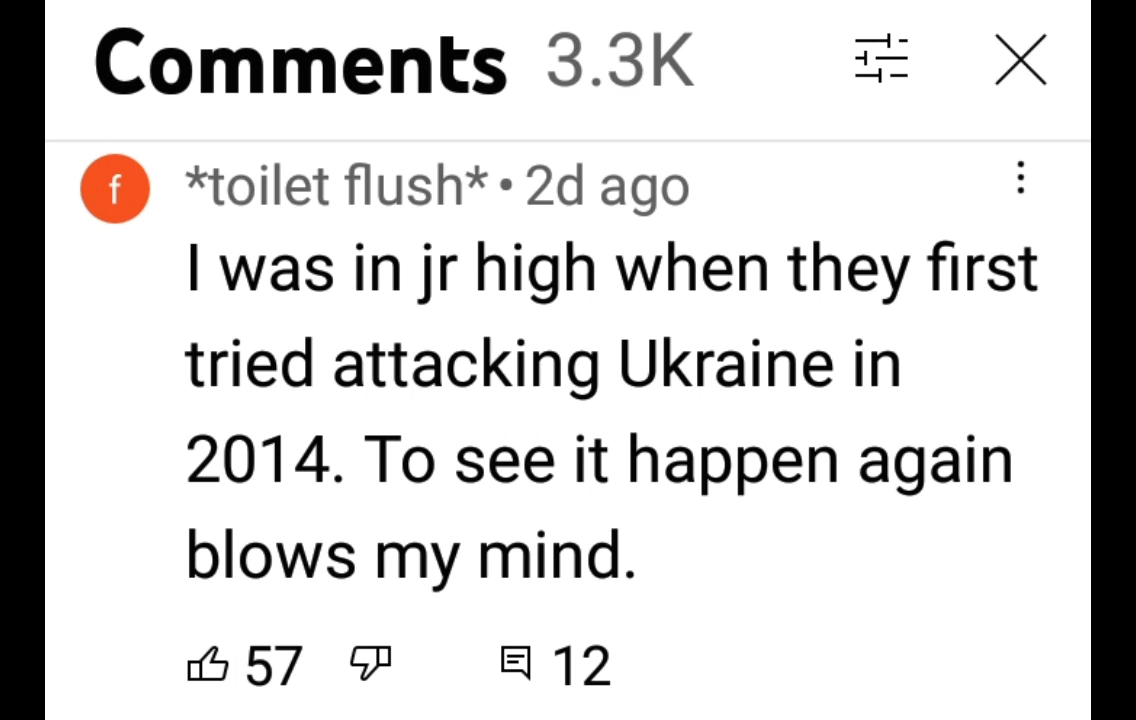 Comments 3.3K
f *toilet flush* • 2d ago
I was in jr high when they first
tried attacking Ukraine in
2014. To see it happen again
blows my mind.
57 12